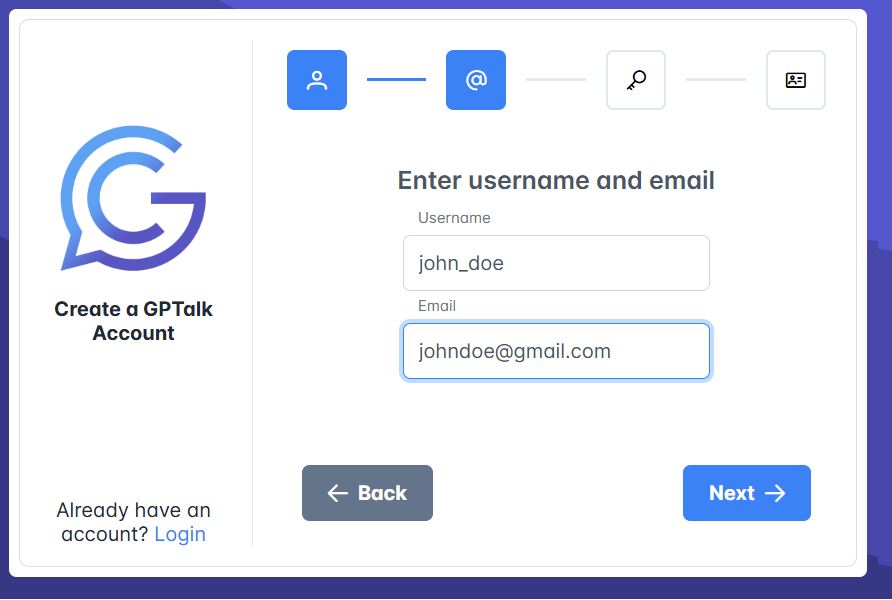 Create a GPTalk
Account
Already have an
account? Login
@
Enter username and email
Username
john_doe
Email
johndoe@gmail.com
← Back
Next →